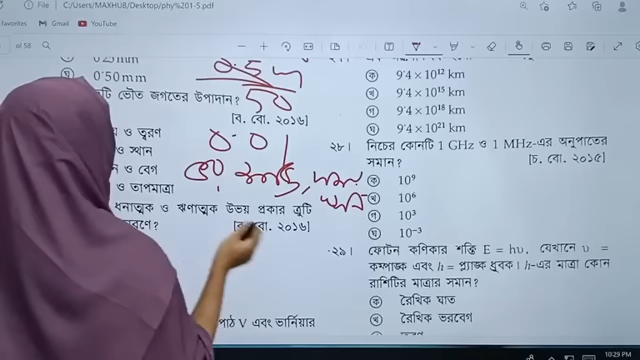 File
C:/Users/MAXHUB/Desktop/phy%201-5.pdf
favorites
Gmail
YouTube
of 58
0.50 mm
টি ভৌত জগতের উপাদান?
[ব. বো. ২০১৬]
ও ত্বরণ
ও স্থান
ন ও বেগ
ও তাপমাত্রা
ধনাত্মক ও ঋণাত্মক উভয় প্রকার ত্রুটি
বো. ২০১৬]
পাঠ V এবং ভার্নিয়ার
50
0.01
ক 9.4 × 10¹² km
খ 9.4 × 10¹⁵ km
গ 9.4 × 10¹⁸ km
ঘ 9.4 × 10²¹ km
২৮। নিচের কোনটি 1 GHz ও 1 MHz-এর অনুপাতের
সমান? [চ. বো. ২০১৫]
ক 10⁹
খ 10⁶
গ 10³
ঘ 10⁻³
২৯। ফোটন কণিকার শক্তি E = hυ, যেখানে υ =
কম্পাঙ্ক এবং h = প্ল্যাঙ্ক ধ্রুবক। h-এর মাত্রা কোন
রাশিটির মাত্রার সমান?
ক রৈখিক ঘাত
খ রৈখিক ভরবেগ
10:29 PM